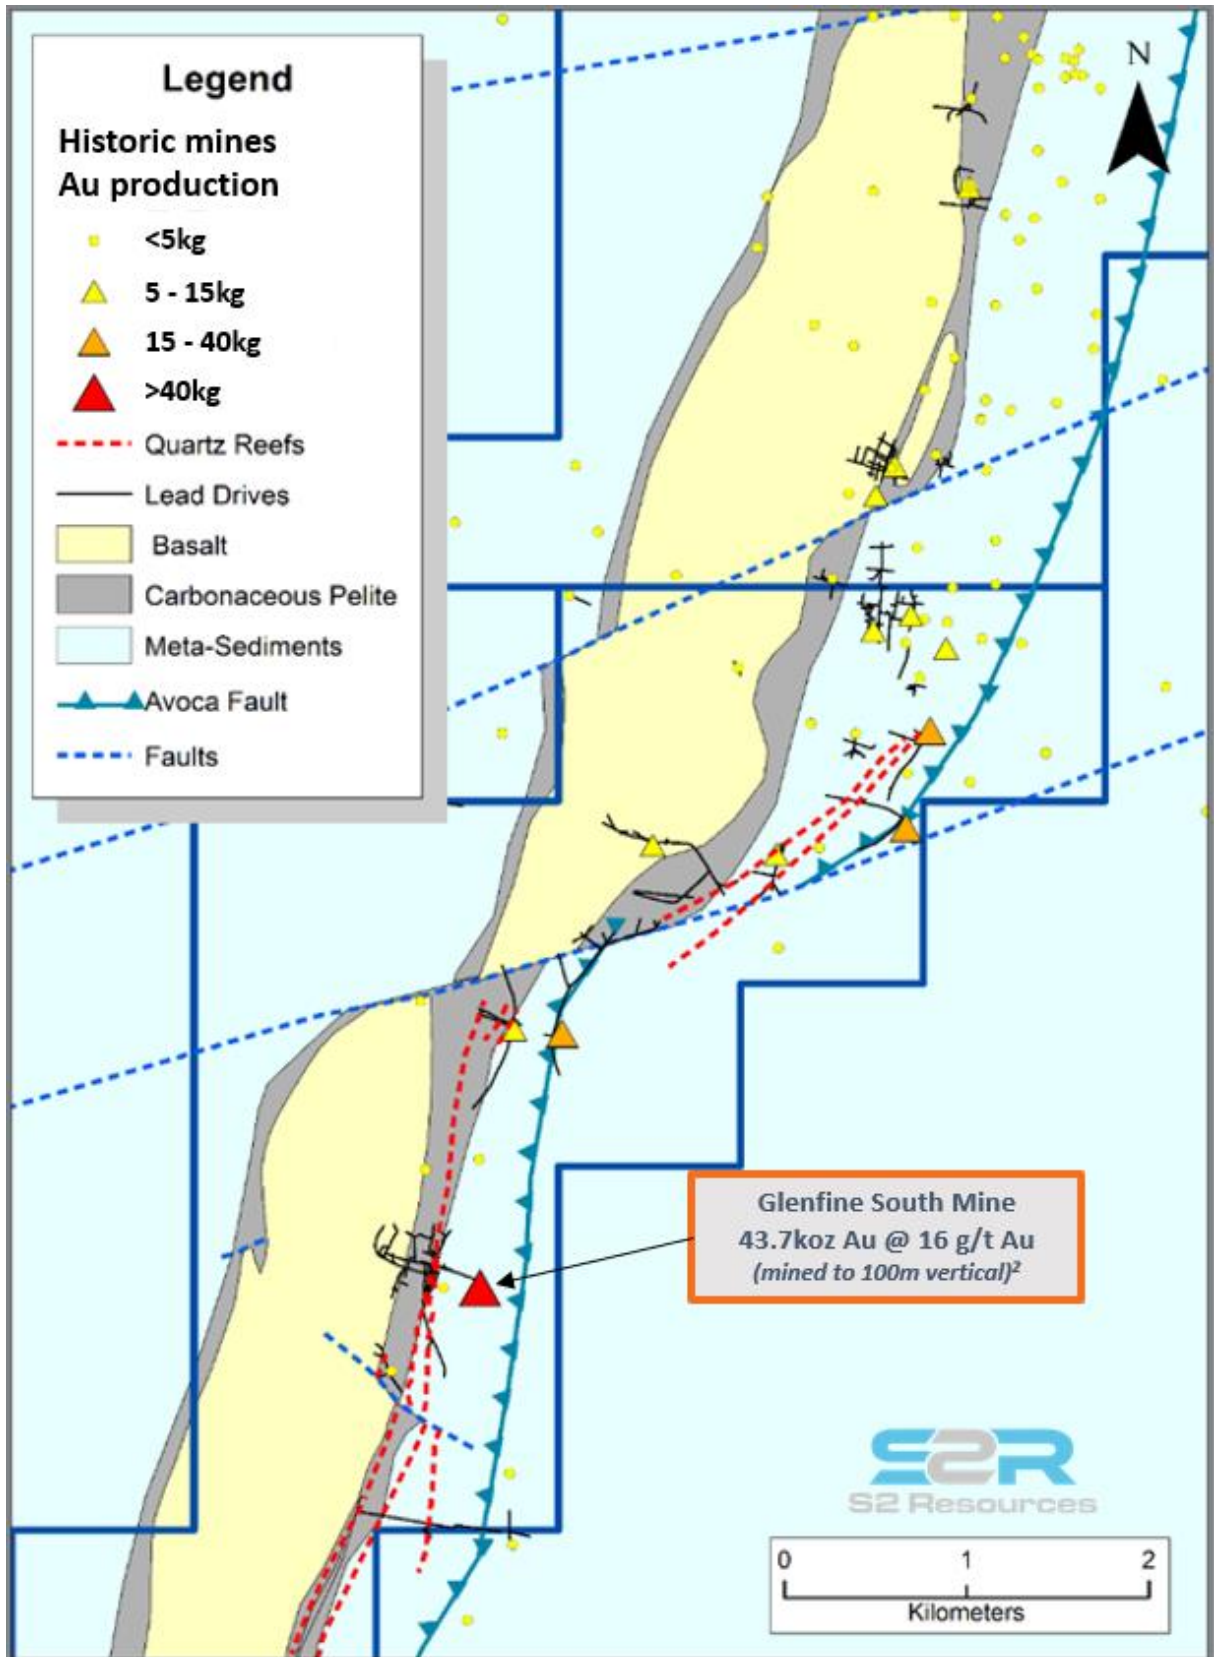 Legend
Historic mines
Au production
<5kg
5 - 15kg
15 - 40kg
>40kg
Quartz Reefs
Lead Drives
Basalt
Carbonaceous Pelite
Meta-Sediments
Avoca Fault
Faults
N
Glenfine South Mine
43.7koz Au @ 16 g/t Au
(mined to 100m vertical)²
S2R
S2 Resources
0 1 2
Kilometers